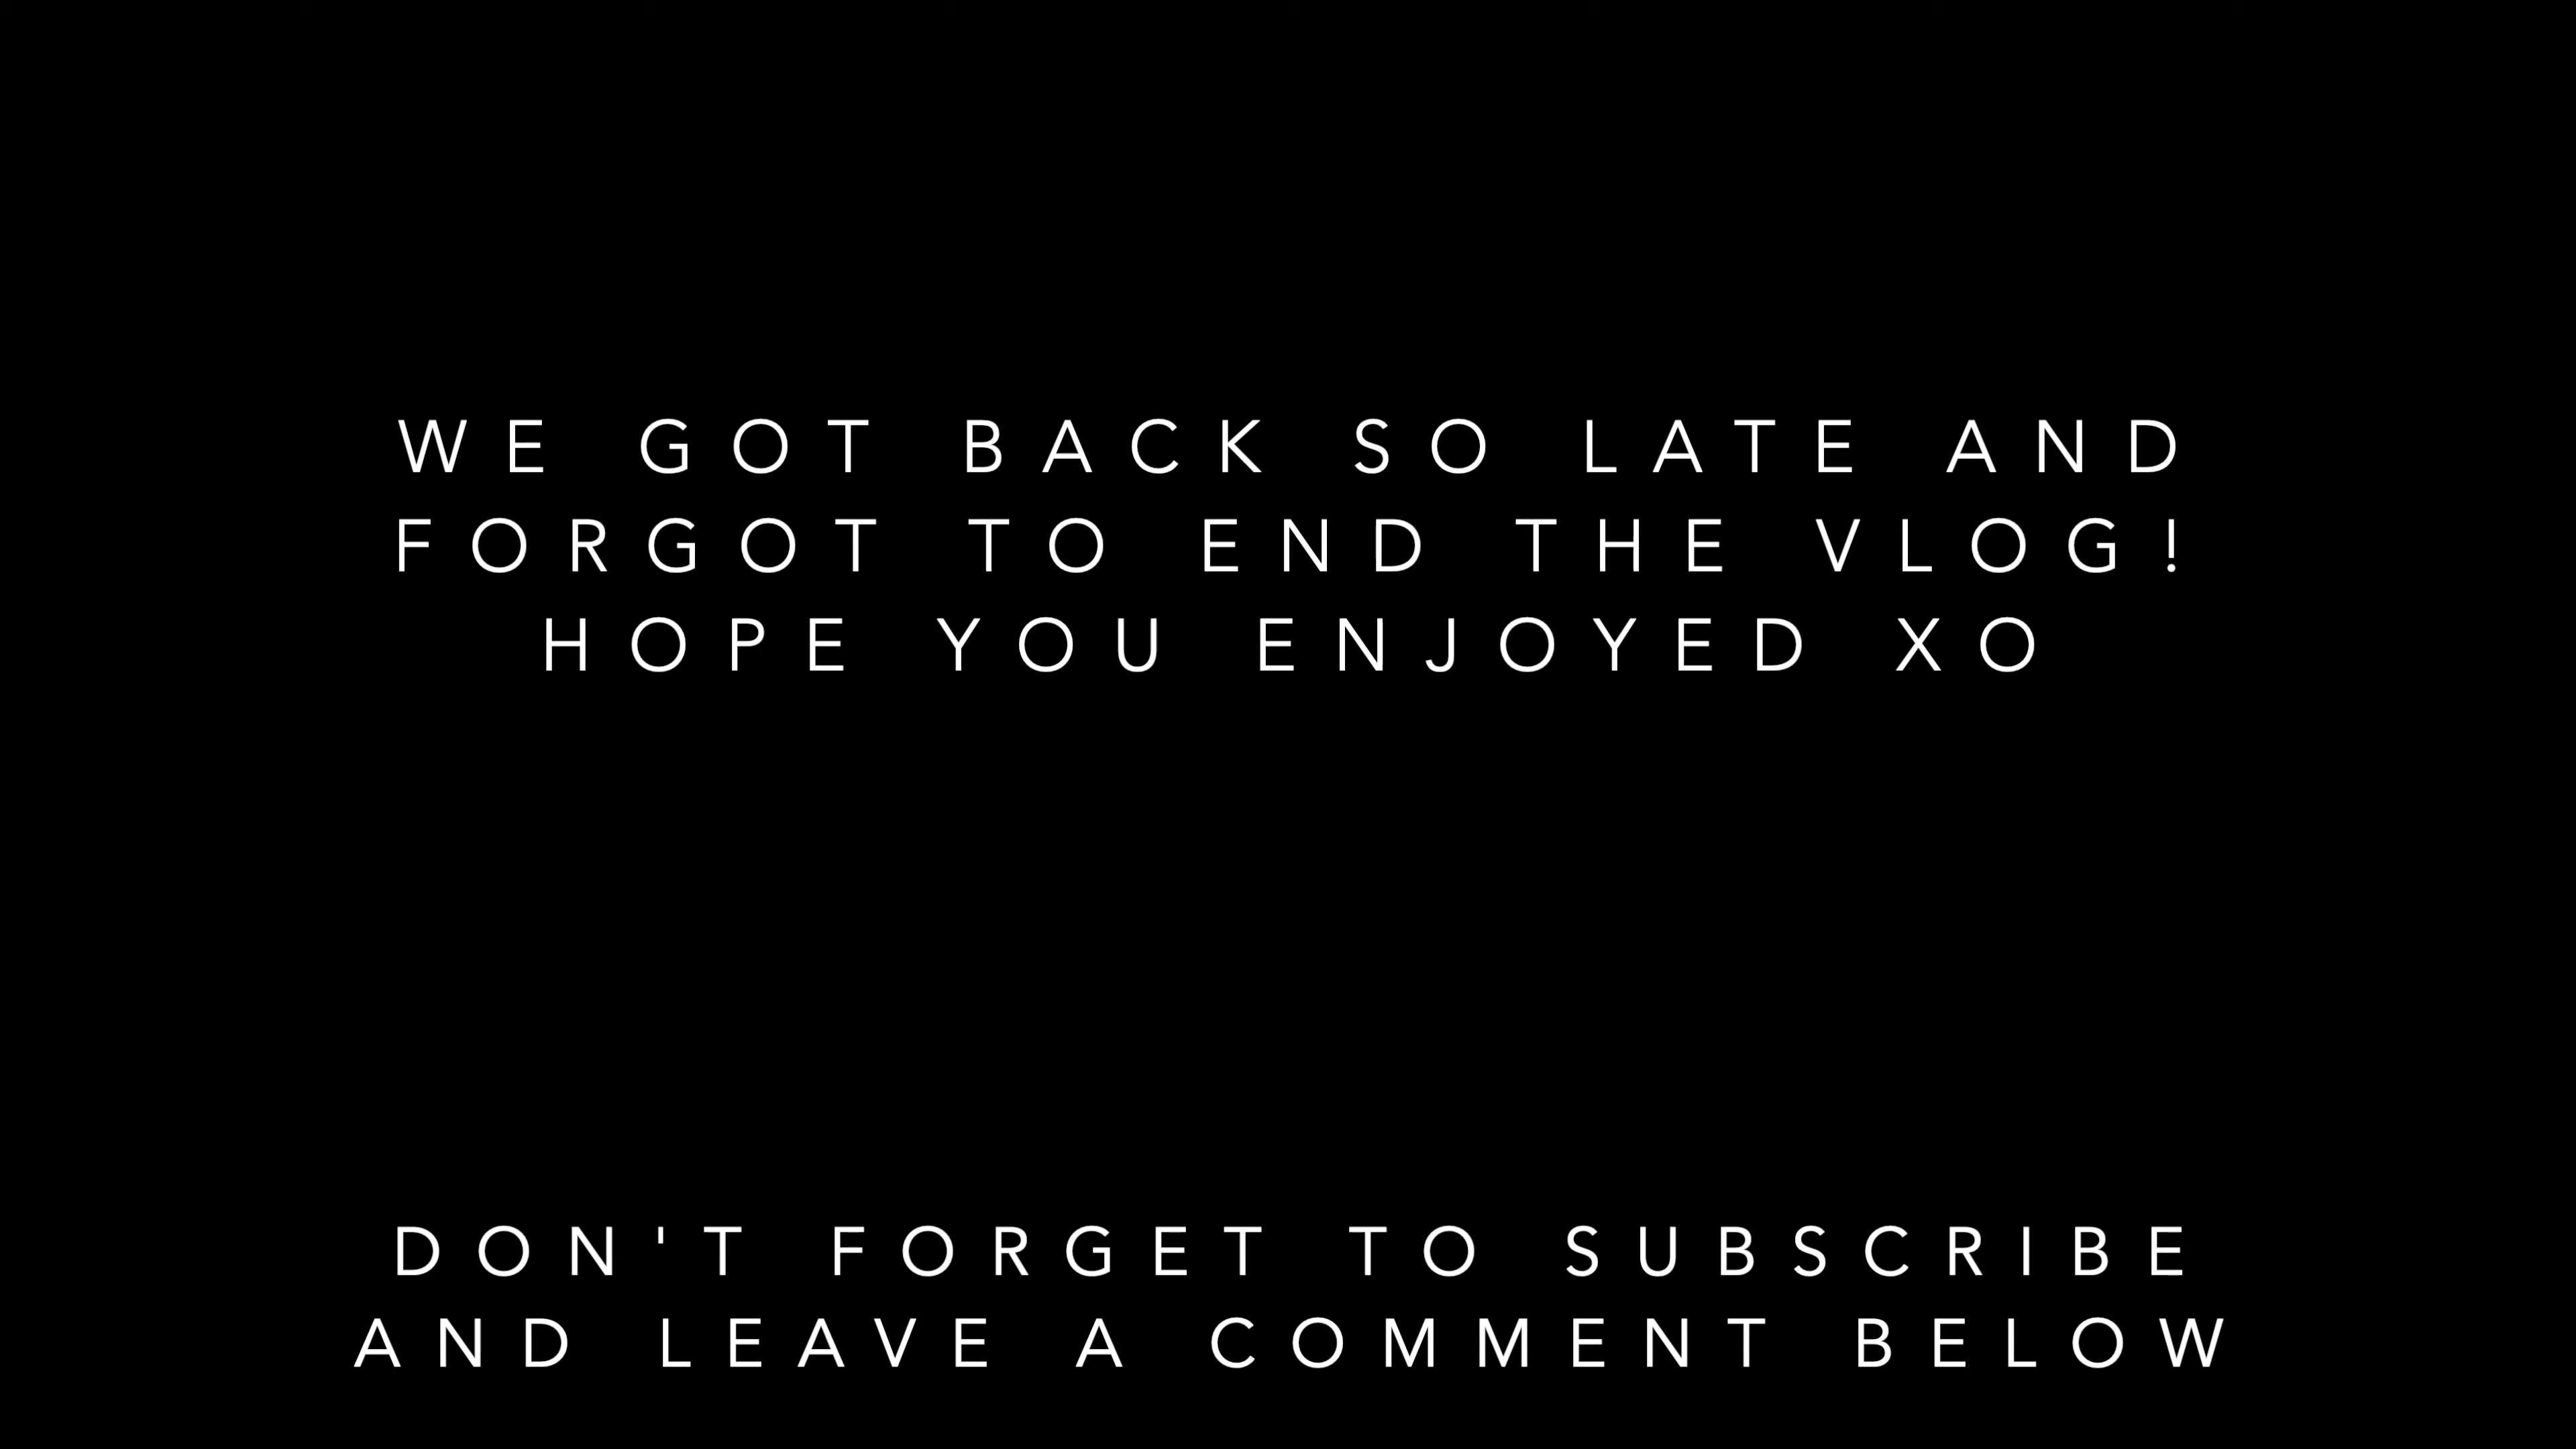 WE GOT BACK SO LATE AND
FORGOT TO END THE VLOG!
HOPE YOU ENJOYED XO
DON'T FORGET TO SUBSCRIBE
AND LEAVE A COMMENT BELOW